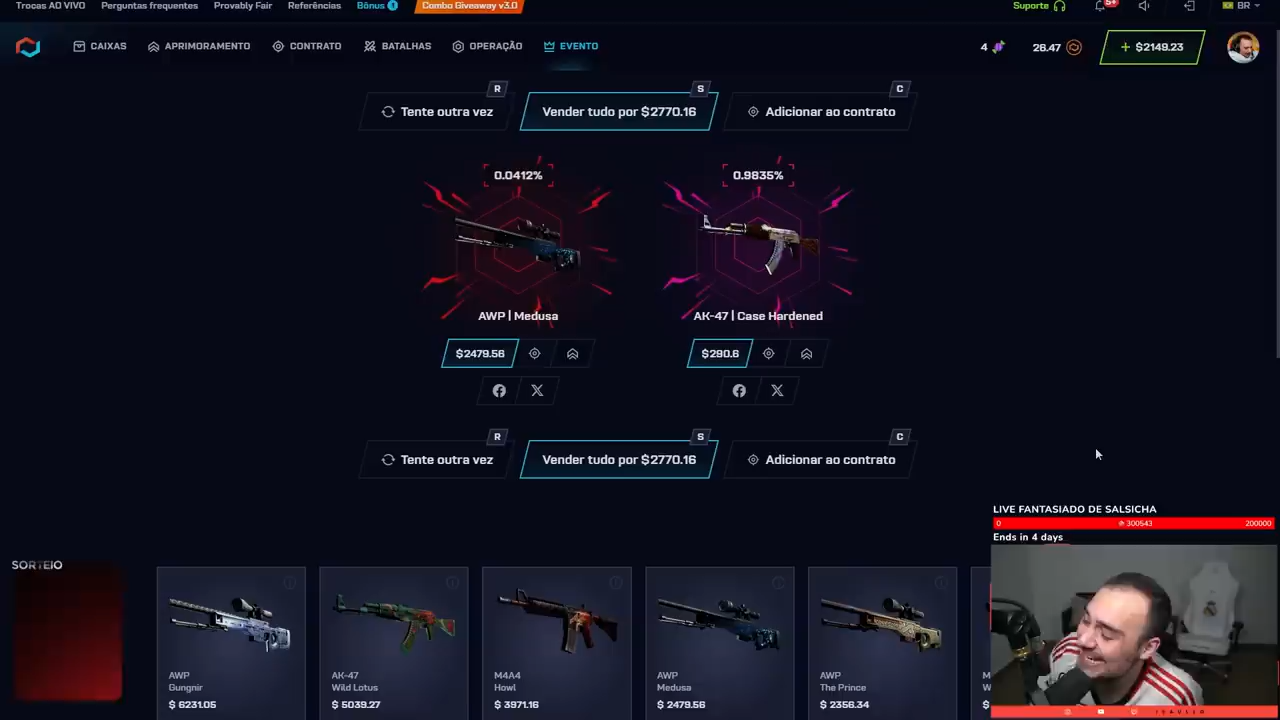 Trocas AO VIVO Perguntas frequentes Provably Fair Referências Bônus Combo Giveaway v3.0 Suporte 5+ BR
CAIXAS APRIMORAMENTO CONTRATO BATALHAS OPERAÇÃO EVENTO 4 26.47 + $2149.23
R S C
Tente outra vez Vender tudo por $2770.16 Adicionar ao contrato
0.0412% 0.9835%
AWP | Medusa AK-47 | Case Hardened
$2479.56 $290.6
R S C
Tente outra vez Vender tudo por $2770.16 Adicionar ao contrato
LIVE FANTASIADO DE SALSICHA
0 300543 200000
Ends in 4 days
SORTEIO
AWP AK-47 M4A4 AWP AWP
Gungnir Wild Lotus Howl Medusa The Prince
$ 6231.05 $ 5039.27 $ 3971.16 $ 2479.56 $ 2356.34